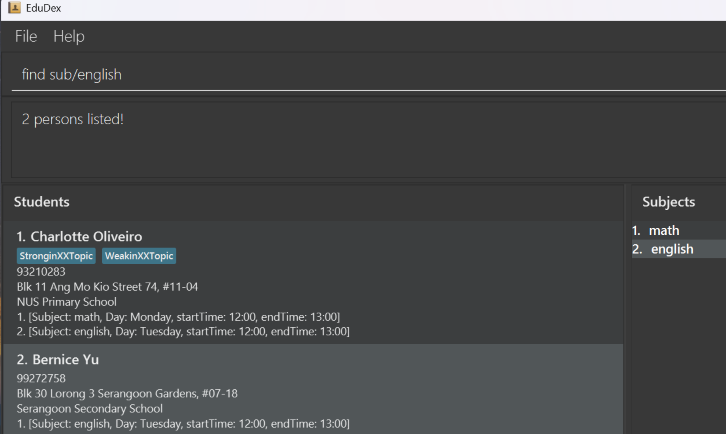 EduDex
File Help
find sub/english
2 persons listed!
Students
1. Charlotte Oliveiro
StronginXXTopic WeakinXXTopic
93210283
Blk 11 Ang Mo Kio Street 74, #11-04
NUS Primary School
1. [Subject: math, Day: Monday, startTime: 12:00, endTime: 13:00]
2. [Subject: english, Day: Tuesday, startTime: 12:00, endTime: 13:00]
2. Bernice Yu
99272758
Blk 30 Lorong 3 Serangoon Gardens, #07-18
Serangoon Secondary School
1. [Subject: english, Day: Tuesday, startTime: 12:00, endTime: 13:00]
Subjects
1. math
2. english